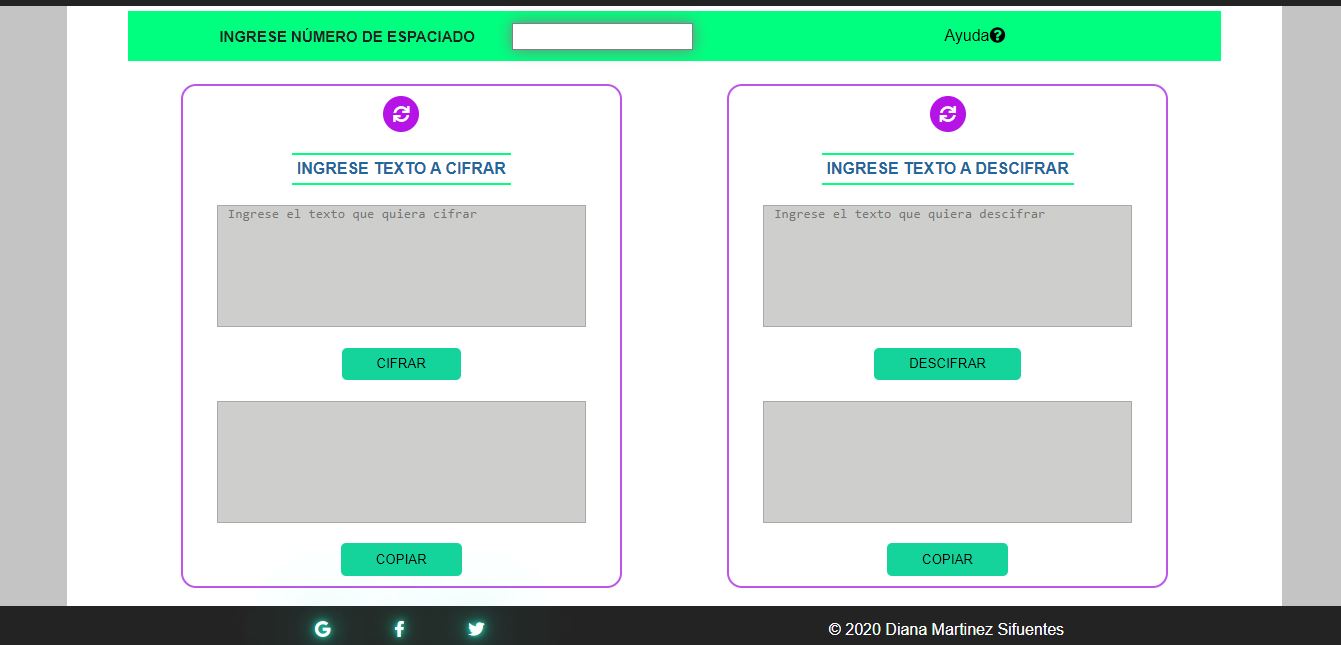 INGRESE NÚMERO DE ESPACIADO
Ayuda
INGRESE TEXTO A CIFRAR
Ingrese el texto que quiera cifrar
CIFRAR
COPIAR
INGRESE TEXTO A DESCIFRAR
Ingrese el texto que quiera descifrar
DESCIFRAR
COPIAR
© 2020 Diana Martinez Sifuentes